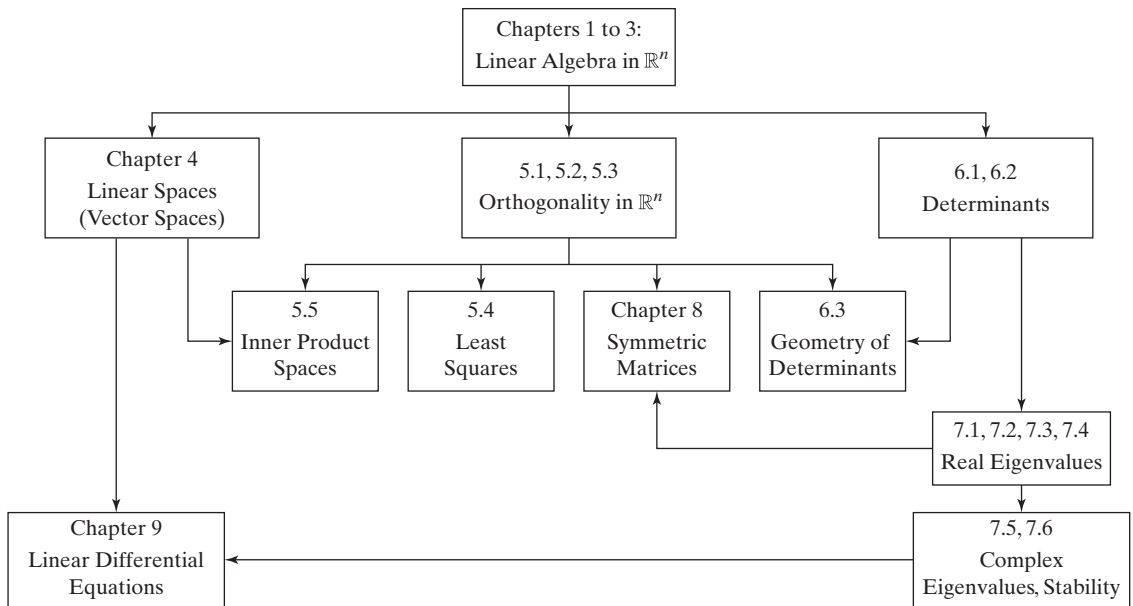 Chapters 1 to 3:
Linear Algebra in ℝⁿ
Chapter 4
Linear Spaces
(Vector Spaces)
5.1, 5.2, 5.3
Orthogonality in ℝⁿ
6.1, 6.2
Determinants
5.5
Inner Product
Spaces
5.4
Least
Squares
Chapter 8
Symmetric
Matrices
6.3
Geometry of
Determinants
7.1, 7.2, 7.3, 7.4
Real Eigenvalues
Chapter 9
Linear Differential
Equations
7.5, 7.6
Complex
Eigenvalues, Stability